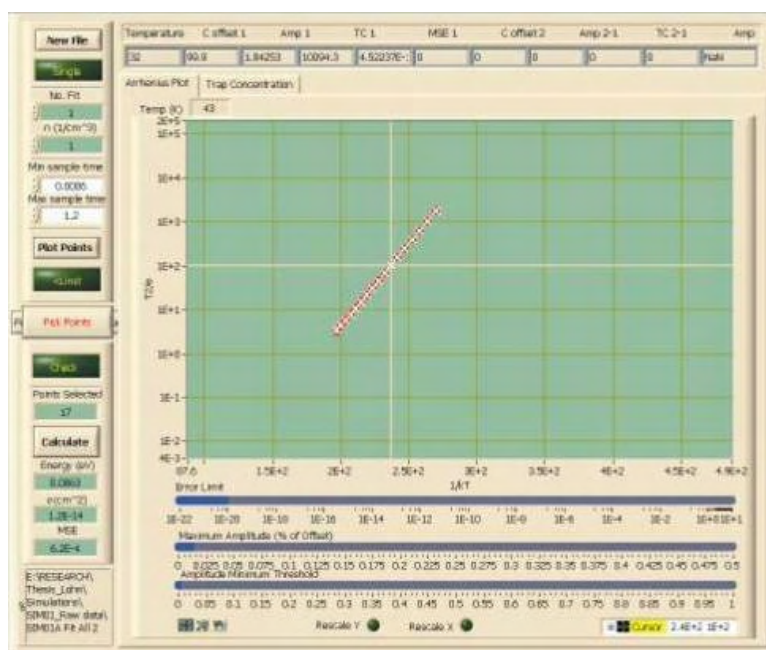 New File
Single
No. Fit
1
n (1/cm^3)
1
Min sample time
0.0086
Max sample time
1.2
Plot Points
<Limit
Pick Points
Check
Points Selected
17
Calculate
Energy (eV)
0.0863
1.2E-14
MSE
6.2E-4
E:\RESEARCH\
Thesis_Lohn\
Simulations\
SIM03_Raw data\
SIM03A Fit All 2
Temperature C offset 1 Amp 1 TC 1 MSE 1 C offset 2 Amp 2-1 TC 2-1 Amp
32 99.9 1.84253 10094.3 4.52237E-1 0 0 0 NaN
Arrhenius Plot Trap Concentration
Temp (K) 43
2E+5
1E+5
1E+4
1E+3
1E+2
1E+1
1E+0
1E-1
1E-2
4E-3
T2/e
87.6 1.5E+2 2E+2 2.5E+2 3E+2 3.5E+2 4E+2 4.5E+2 4.9E+2
1/kT
Error Limit
1E-22 1E-20 1E-18 1E-16 1E-14 1E-12 1E-10 1E-8 1E-6 1E-4 1E-2 1E+0 1E+1
Maximum Amplitude (% of Offset)
0 0.025 0.05 0.075 0.1 0.125 0.15 0.175 0.2 0.225 0.25 0.275 0.3 0.325 0.35 0.375 0.4 0.425 0.45 0.475 0.5
Amplitude Minimum Threshold
0 0.05 0.1 0.15 0.2 0.25 0.3 0.35 0.4 0.45 0.5 0.55 0.6 0.65 0.7 0.75 0.8 0.85 0.9 0.95 1
Rescale Y Rescale X Cursor 2.4E+2 1E+2